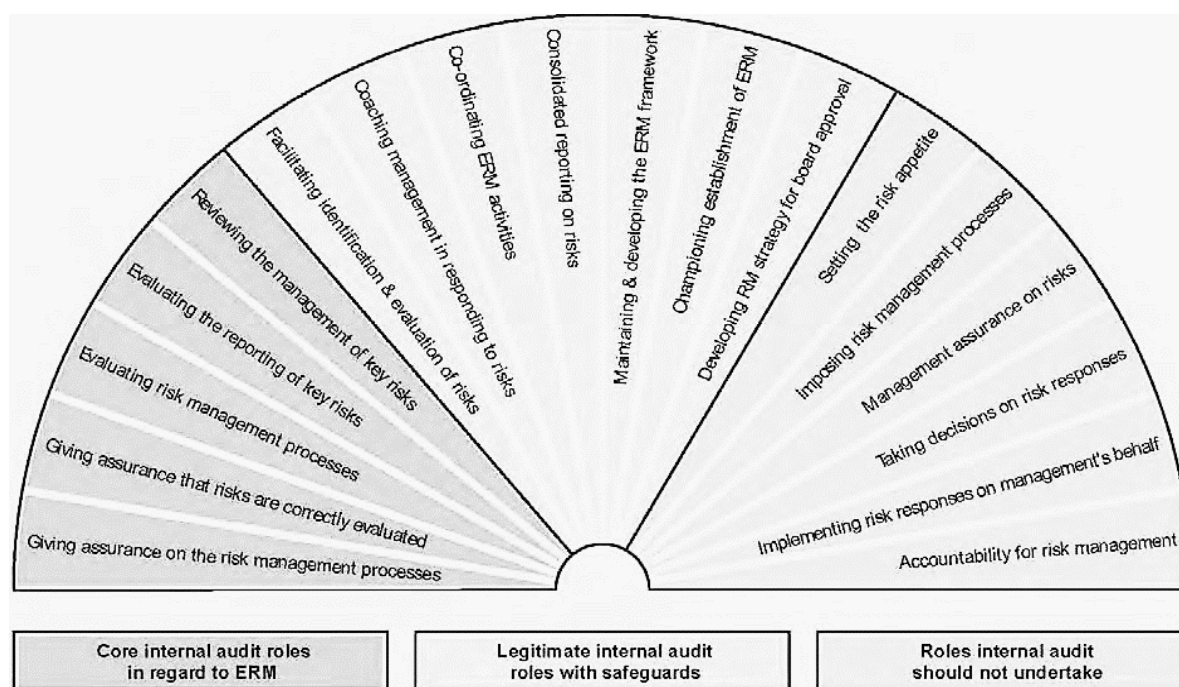 Giving assurance on the risk management processes
Giving assurance that risks are correctly evaluated
Evaluating risk management processes
Evaluating the reporting of key risks
Reviewing the management of key risks
Facilitating identification & evaluation of risks
Coaching management in responding to risks
Co-ordinating ERM activities
Consolidated reporting on risks
Maintaining & developing the ERM framework
Championing establishment of ERM
Developing RM strategy for board approval
Setting the risk appetite
Imposing risk management processes
Management assurance on risks
Taking decisions on risk responses
Implementing risk responses on management's behalf
Accountability for risk management
Core internal audit roles
in regard to ERM
Legitimate internal audit
roles with safeguards
Roles internal audit
should not undertake